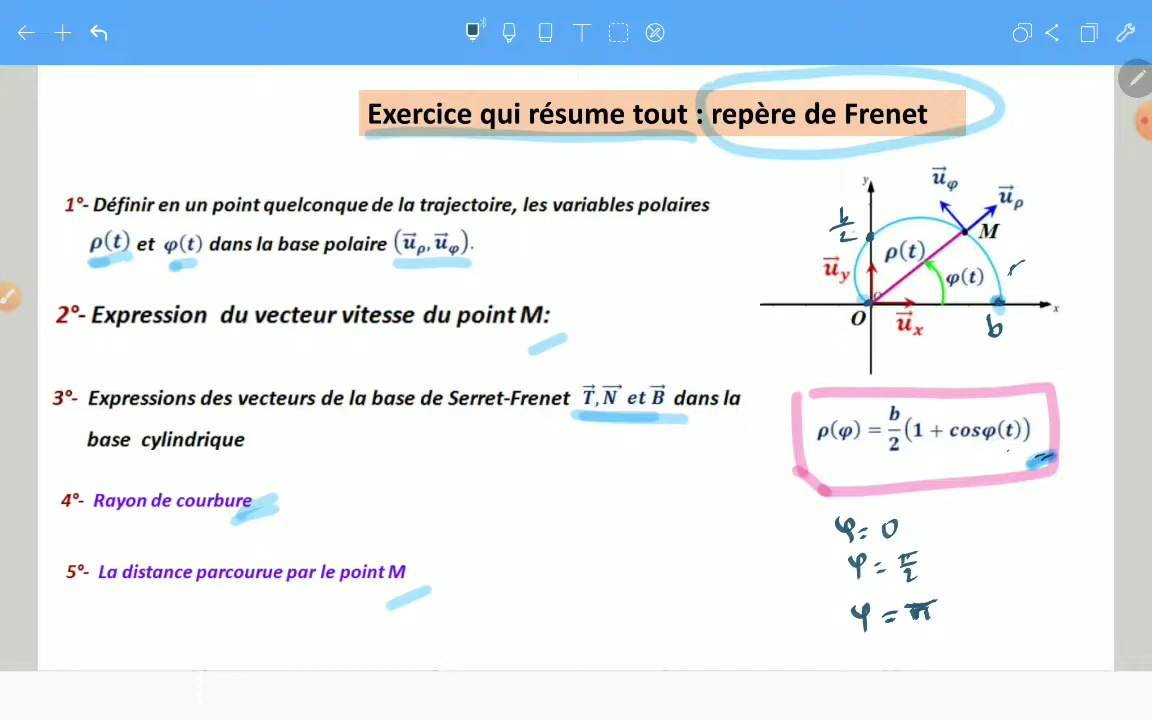 Exercice qui résume tout : repère de Frenet
1°- Définir en un point quelconque de la trajectoire, les variables polaires
ρ(t) et φ(t) dans la base polaire (u⃗ρ, u⃗φ).
2°- Expression du vecteur vitesse du point M:
3°- Expressions des vecteurs de la base de Serret-Frenet T⃗, N⃗ et B⃗ dans la
base cylindrique
4°- Rayon de courbure
5°- La distance parcourue par le point M
y
u⃗φ
u⃗ρ
b/2
M
ρ(t)
u⃗y
φ(t)
O
u⃗x
b
x
ρ(φ) = b/2 (1 + cosφ(t))
φ = 0
φ = π/2
φ = π